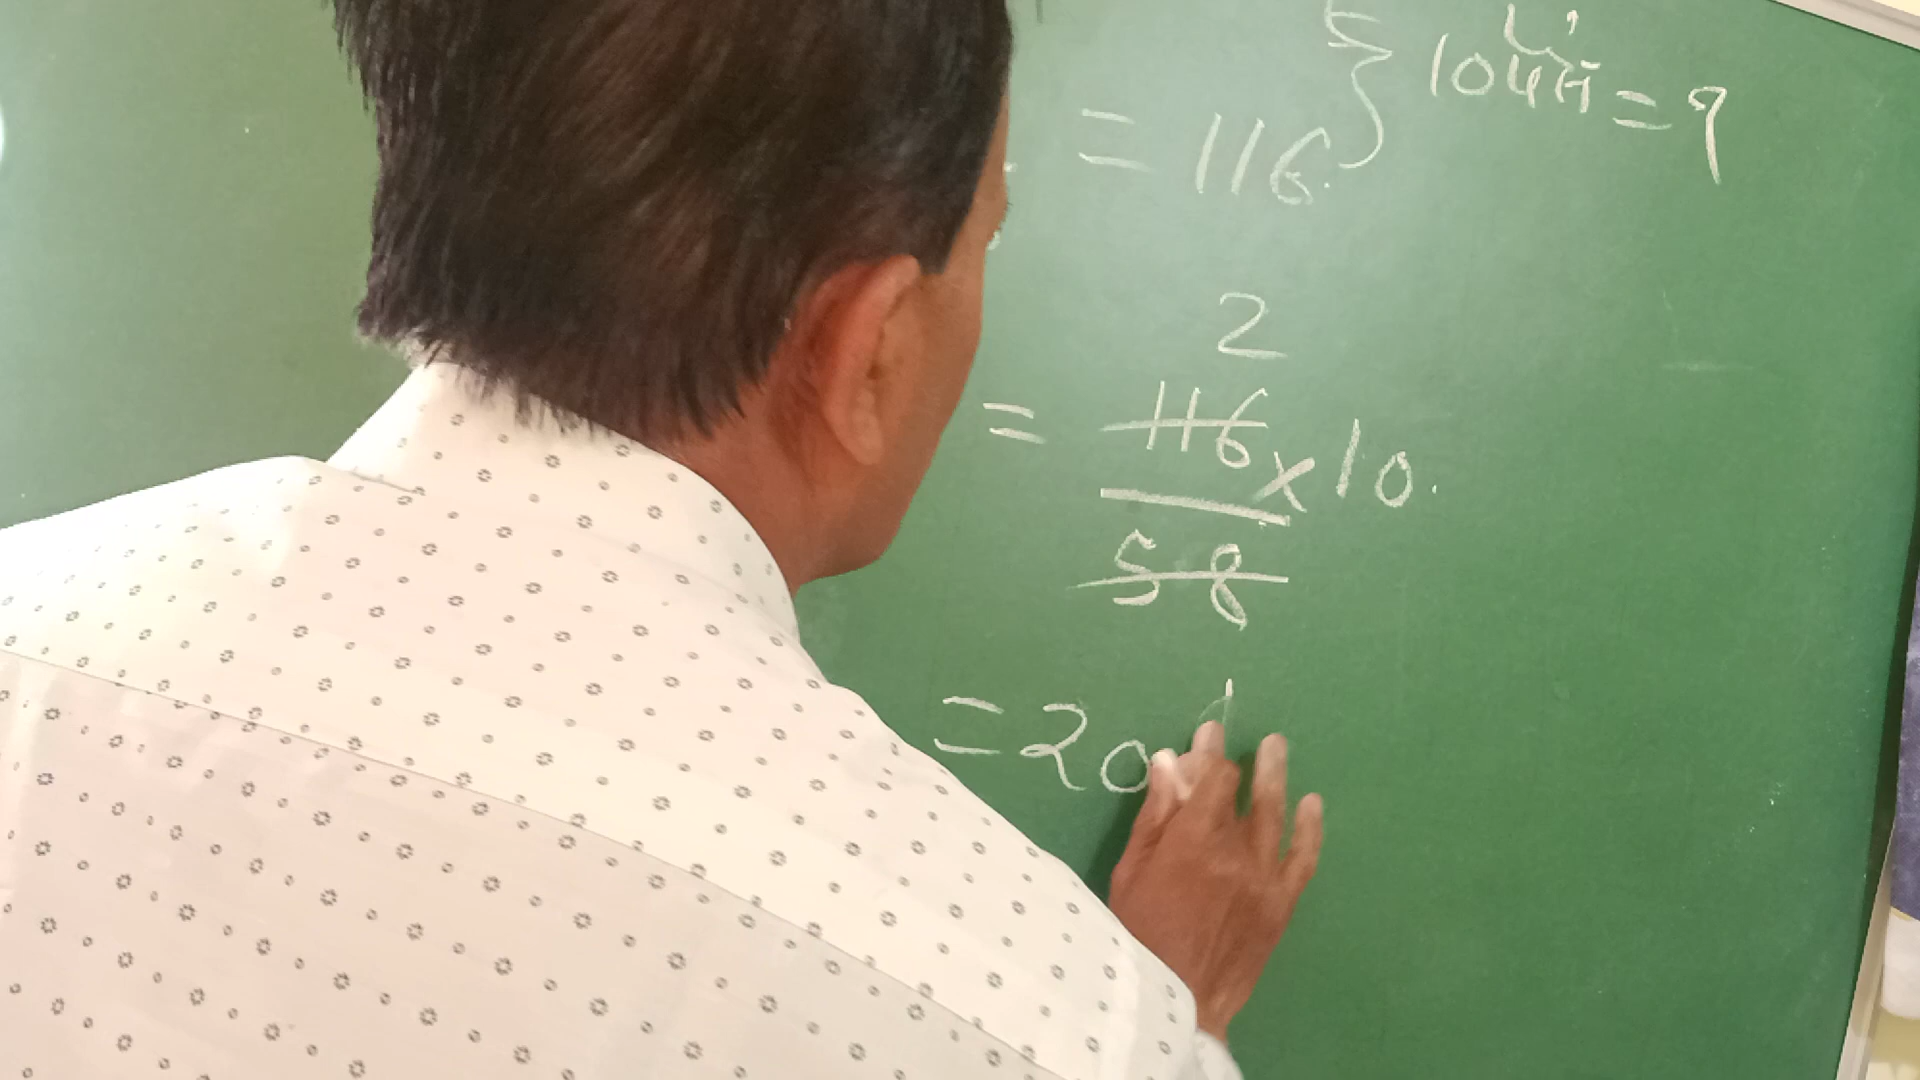 = 116 } 10 = ?
2
= 116 x 10.
58
= 20